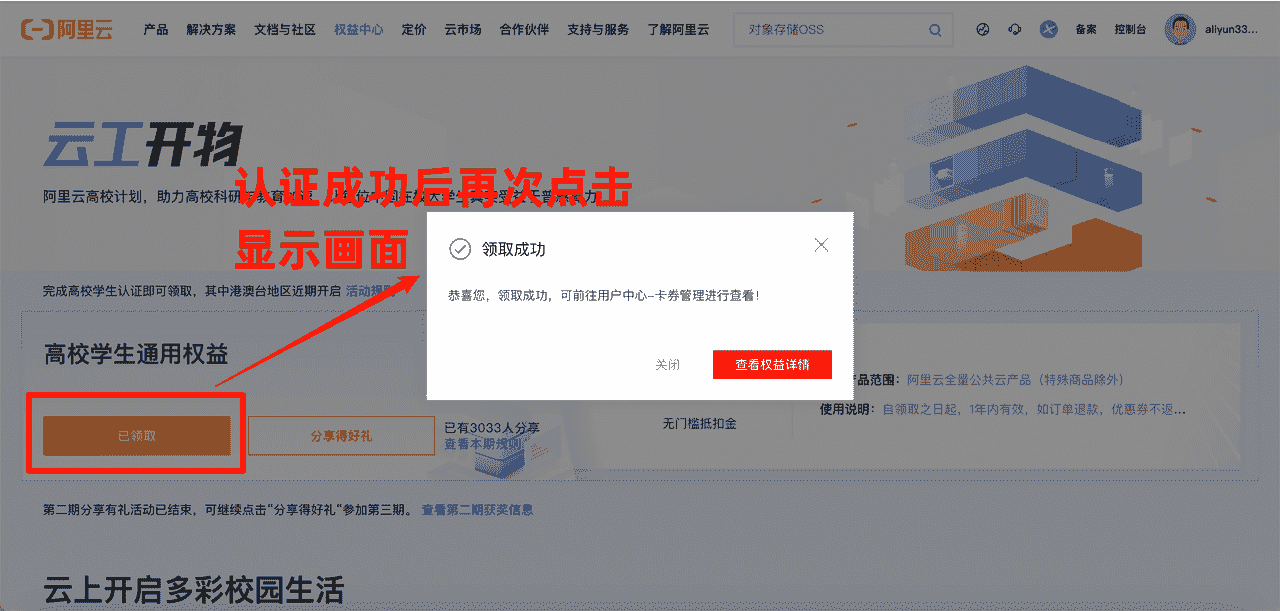 阿里云 产品 解决方案 文档与社区 权益中心 定价 云市场 合作伙伴 支持与服务 了解阿里云 对象存储OSS 备案 控制台 aliyun33...
云工开物
认证成功后再次点击
显示画面
阿里云高校计划，助力高校科研
完成高校学生认证即可领取，其中港澳台地区近期开启 活动规则
领取成功
恭喜您，领取成功，可前往用户中心-卡券管理进行查看！
关闭 查看权益详情
高校学生通用权益
已领取 分享得好礼
已有3033人分享
查看本期规则
无门槛抵扣金
产品范围：阿里云全量公共云产品（特殊商品除外）
使用说明：自领取之日起，1年内有效，如订单退款，优惠券不返...
第二期分享有礼活动已结束，可继续点击"分享得好礼"参加第三期。 查看第二期获奖信息
云上开启多彩校园生活